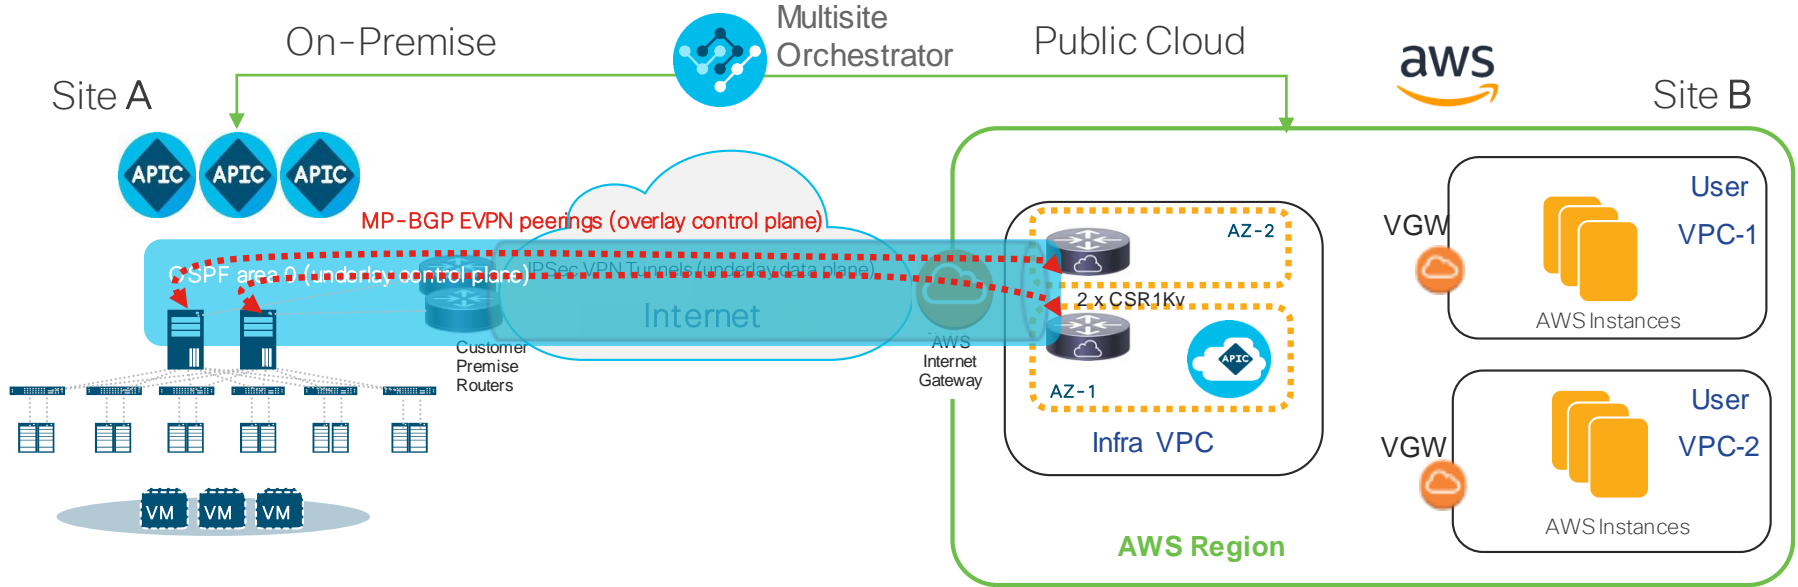 Multisite
Orchestrator
On-Premise
Public Cloud
aws
Site A
Site B
APIC
APIC
APIC
MP-BGP EVPN peerings (overlay control plane)
OSPF area 0 (underlay control plane)
IPSec VPN Tunnels (underlay data plane)
Internet
Customer
Premise
Routers
AWS
Internet
Gateway
AZ-2
2 x CSR1Kv
APIC
AZ-1
Infra VPC
VGW
User
VPC-1
AWS Instances
VGW
User
VPC-2
AWS Instances
AWS Region
VM
VM
VM